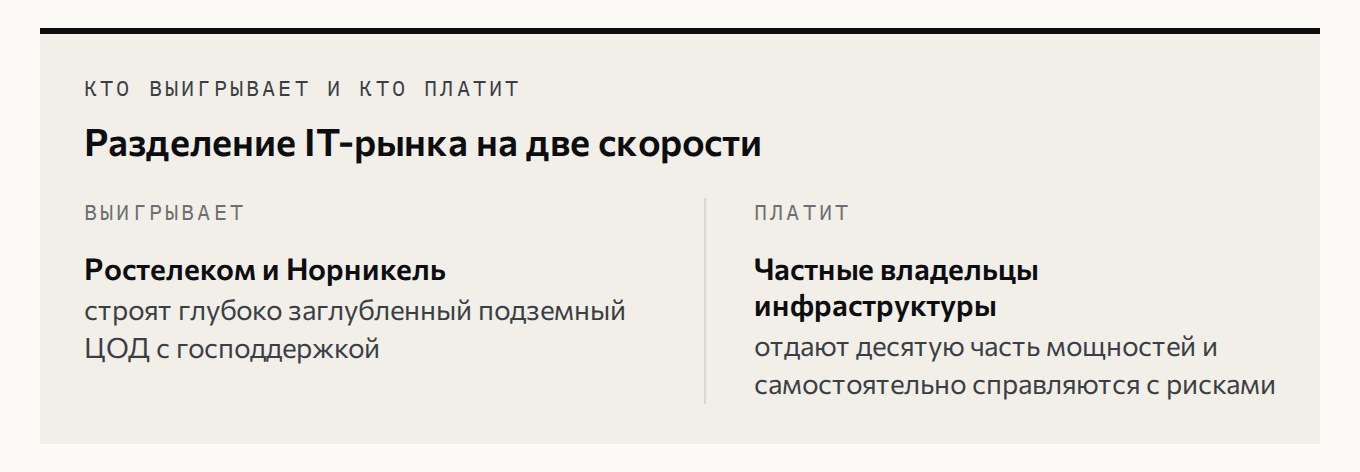 КТО ВЫИГРЫВАЕТ И КТО ПЛАТИТ
Разделение IT-рынка на две скорости
ВЫИГРЫВАЕТ
Ростелеком и Норникель
строят глубоко заглубленный подземный
ЦОД с господдержкой
ПЛАТИТ
Частные владельцы
инфраструктуры
отдают десятую часть мощностей и
самостоятельно справляются с рисками